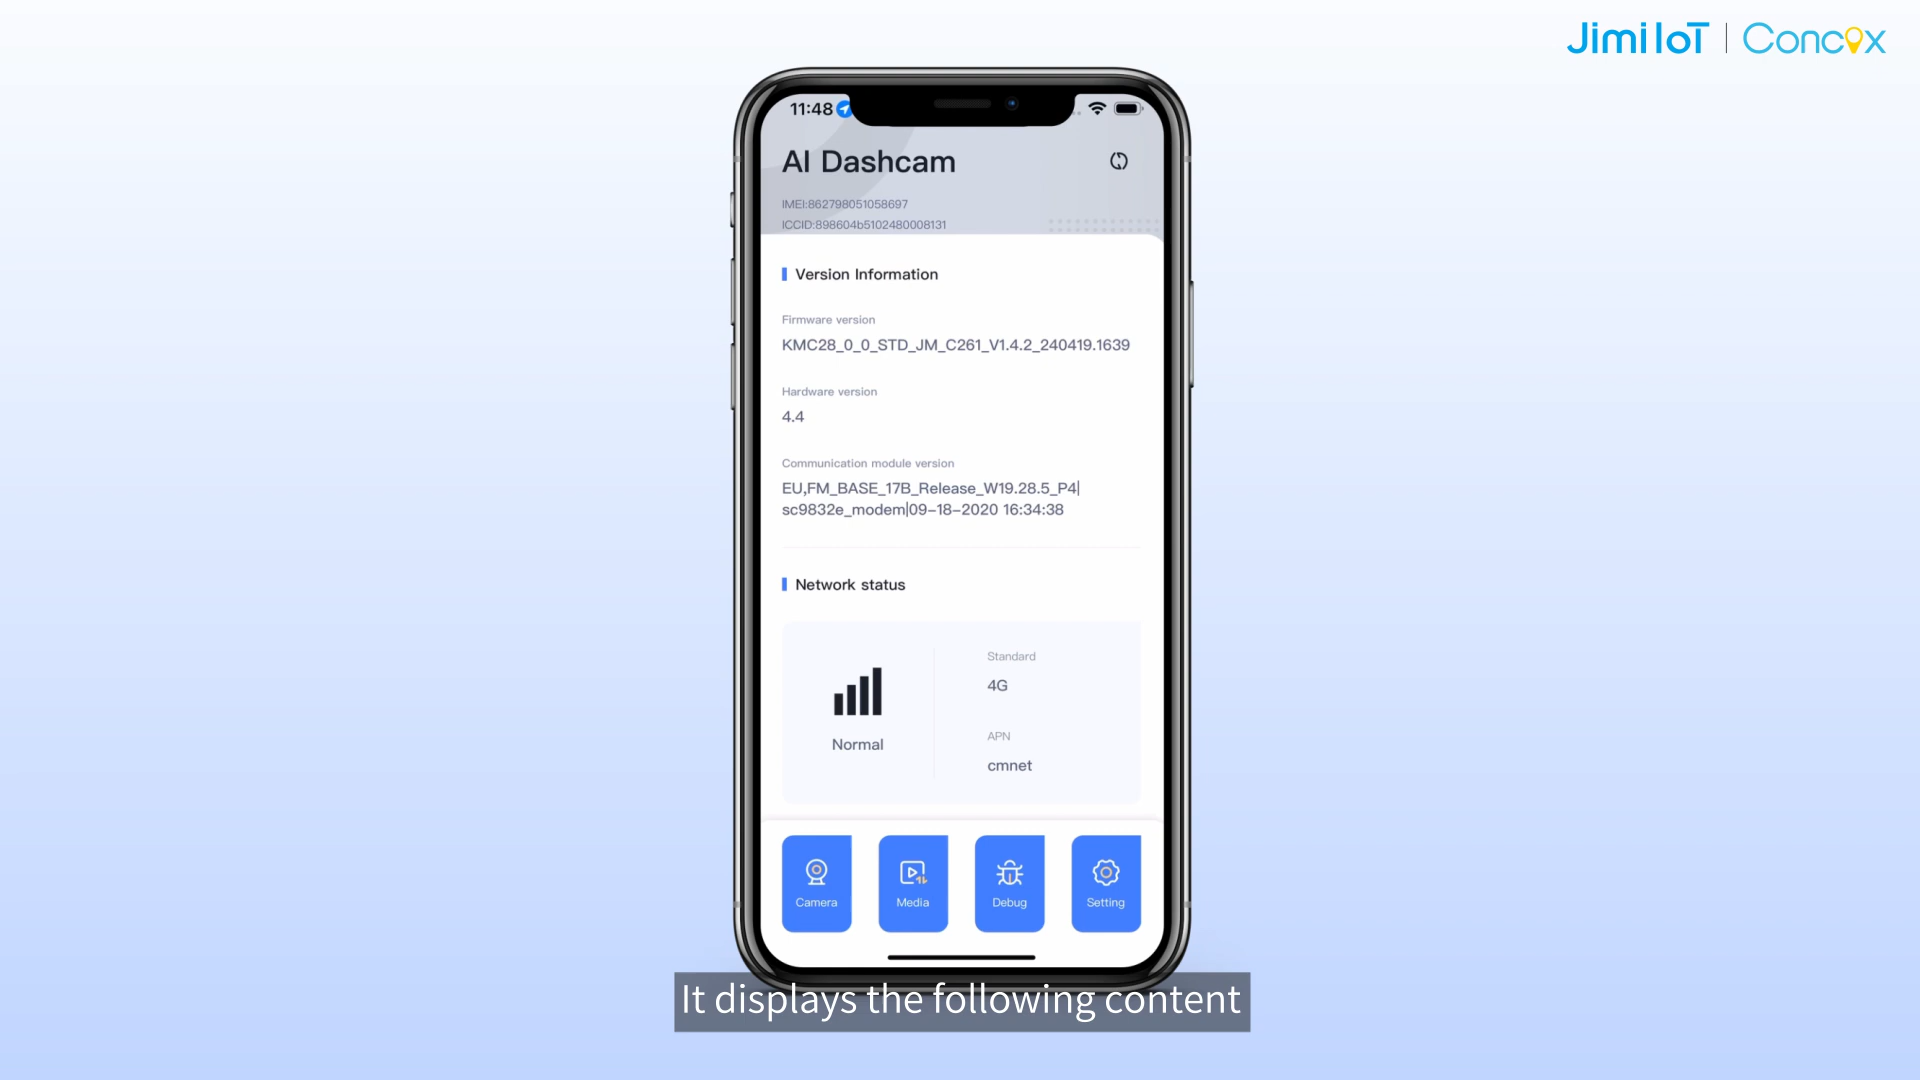 Jimi IoT | Concox
11:48
AI Dashcam
IMEI:862798051058697
ICCID:898604b5102480008131
Version Information
Firmware version
KMC28_0_0_STD_JM_C261_V1.4.2_240419.1639
Hardware version
4.4
Communication module version
EU,FM_BASE_17B_Release_W19.28.5_P4|
sc9832e_modem|09-18-2020 16:34:38
Network status
Standard
4G
Normal
APN
cmnet
Camera
Media
Debug
Setting
It displays the following content